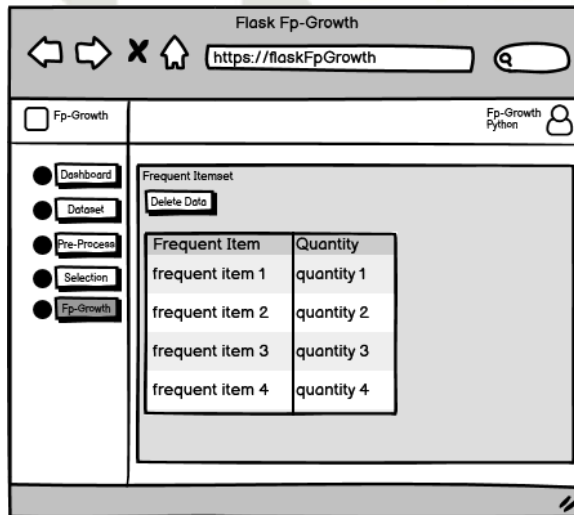 Flask Fp-Growth
https://flaskFpGrowth
Fp-Growth
Fp-Growth
Python
Dashboard
Dataset
Pre-Process
Selection
Fp-Growth
Frequent Itemset
Delete Data
Frequent Item Quantity
frequent item 1 quantity 1
frequent item 2 quantity 2
frequent item 3 quantity 3
frequent item 4 quantity 4